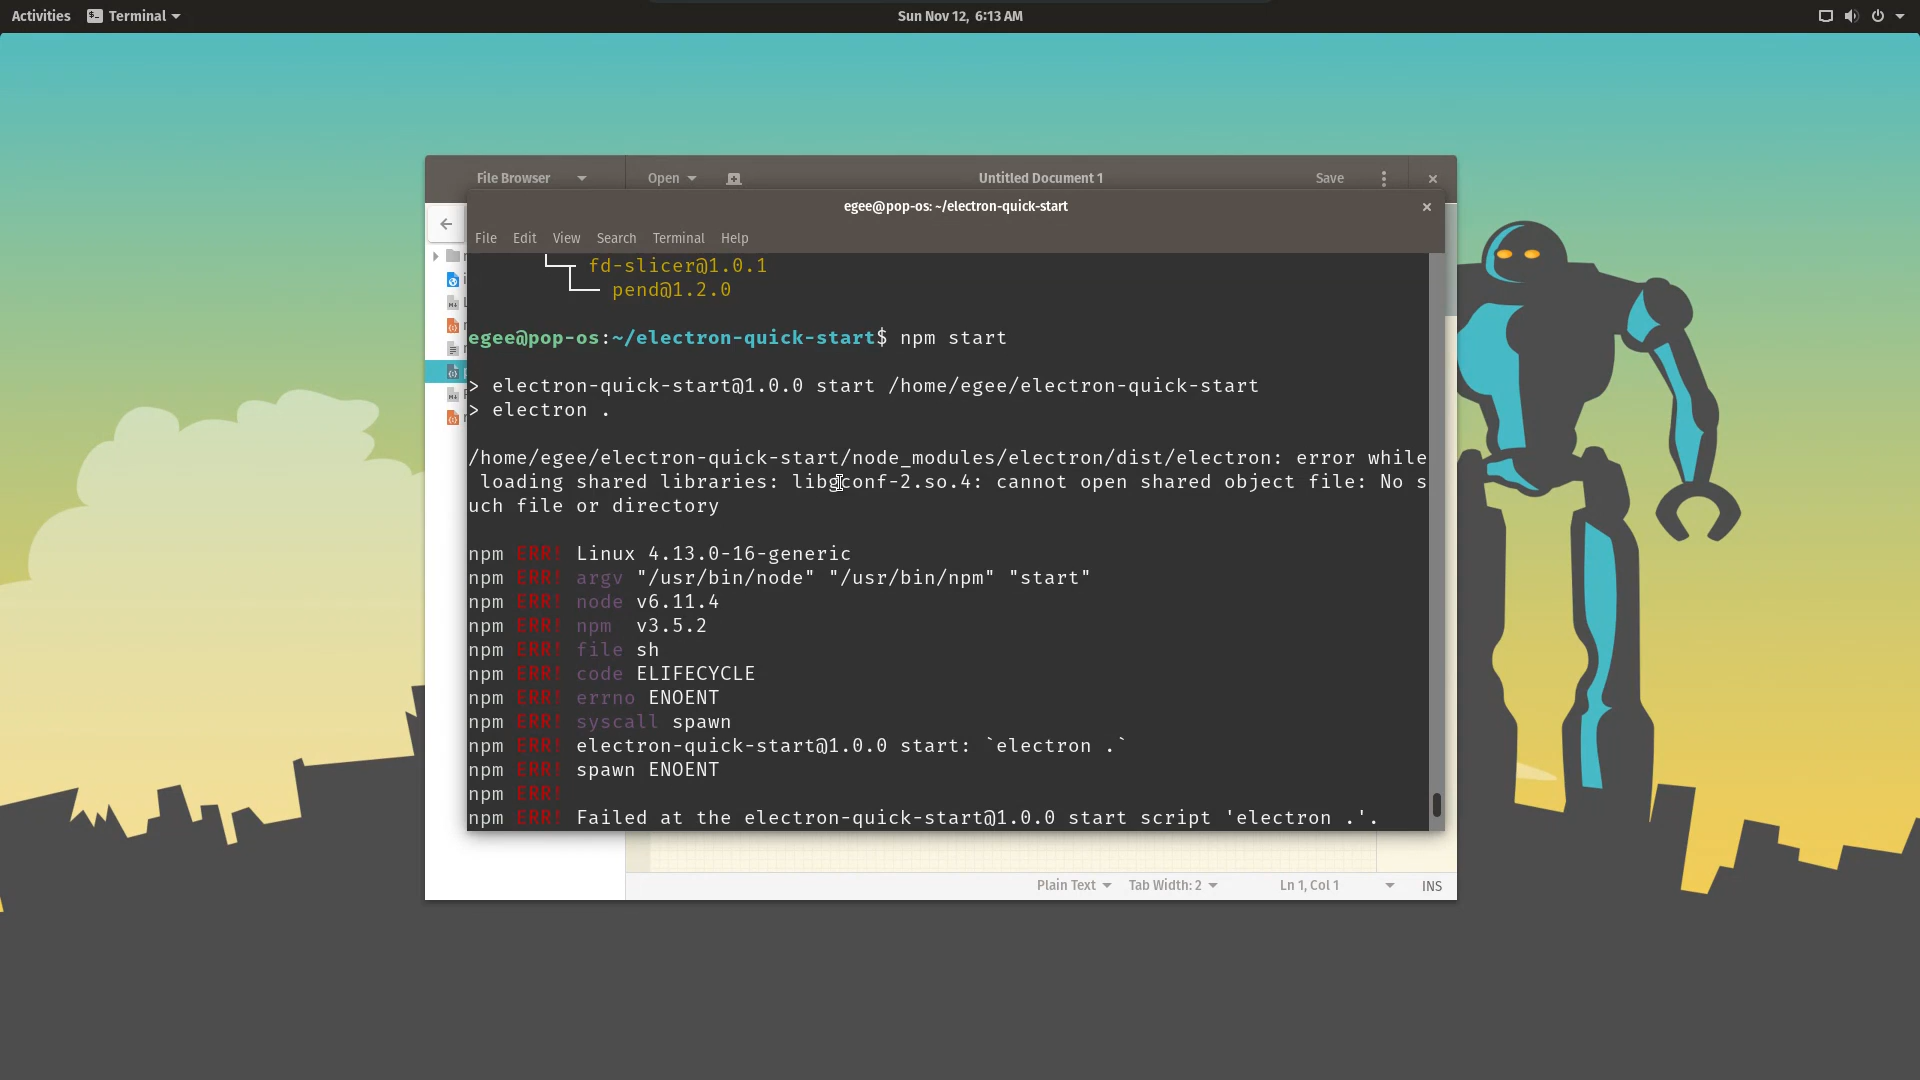 Activities
Terminal
Sun Nov 12, 6:13 AM
File Browser
Open
Untitled Document 1
Save
egee@pop-os: ~/electron-quick-start
File Edit View Search Terminal Help
fd-slicer@1.0.1
pend@1.2.0
egee@pop-os:~/electron-quick-start$ npm start
> electron-quick-start@1.0.0 start /home/egee/electron-quick-start
> electron .
/home/egee/electron-quick-start/node_modules/electron/dist/electron: error while
loading shared libraries: libgconf-2.so.4: cannot open shared object file: No s
uch file or directory
npm ERR! Linux 4.13.0-16-generic
npm ERR! argv "/usr/bin/node" "/usr/bin/npm" "start"
npm ERR! node v6.11.4
npm ERR! npm  v3.5.2
npm ERR! file sh
npm ERR! code ELIFECYCLE
npm ERR! errno ENOENT
npm ERR! syscall spawn
npm ERR! electron-quick-start@1.0.0 start: `electron .`
npm ERR! spawn ENOENT
npm ERR!
npm ERR! Failed at the electron-quick-start@1.0.0 start script 'electron .'.
Plain Text
Tab Width: 2
Ln 1, Col 1
INS